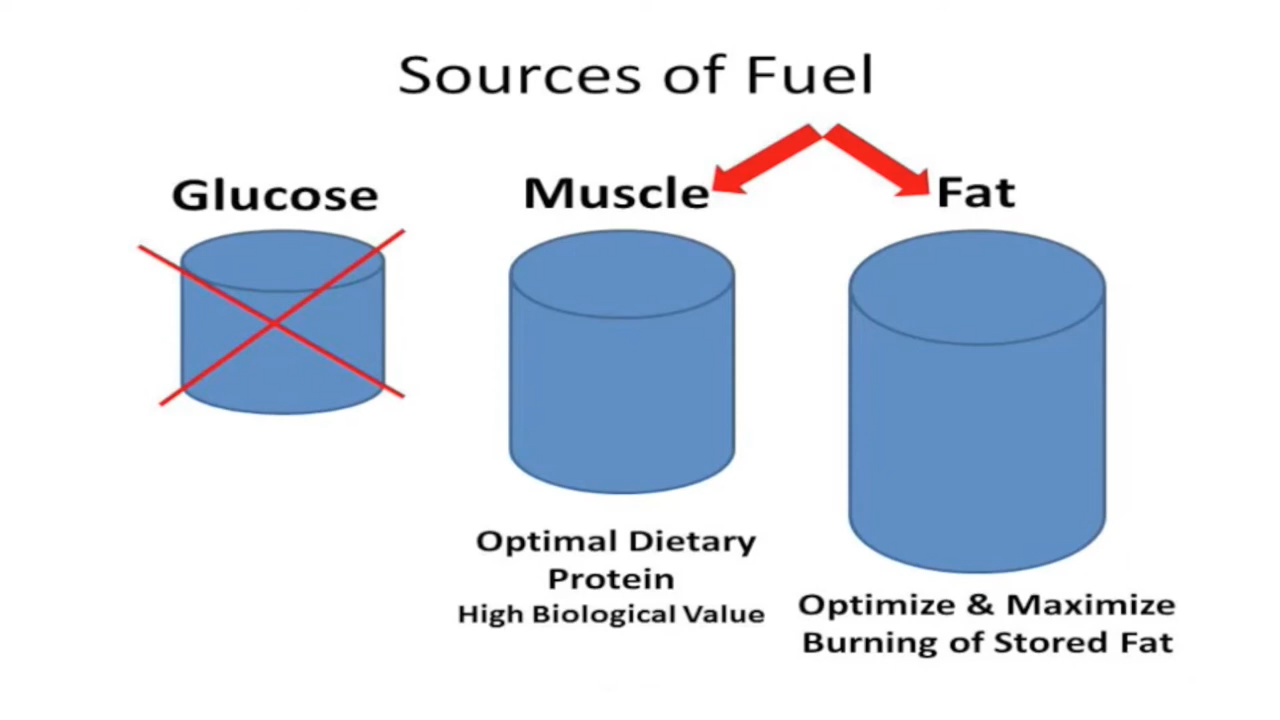 Sources of Fuel
Glucose
Muscle
Fat
Optimal Dietary
Protein
High Biological Value
Optimize & Maximize
Burning of Stored Fat